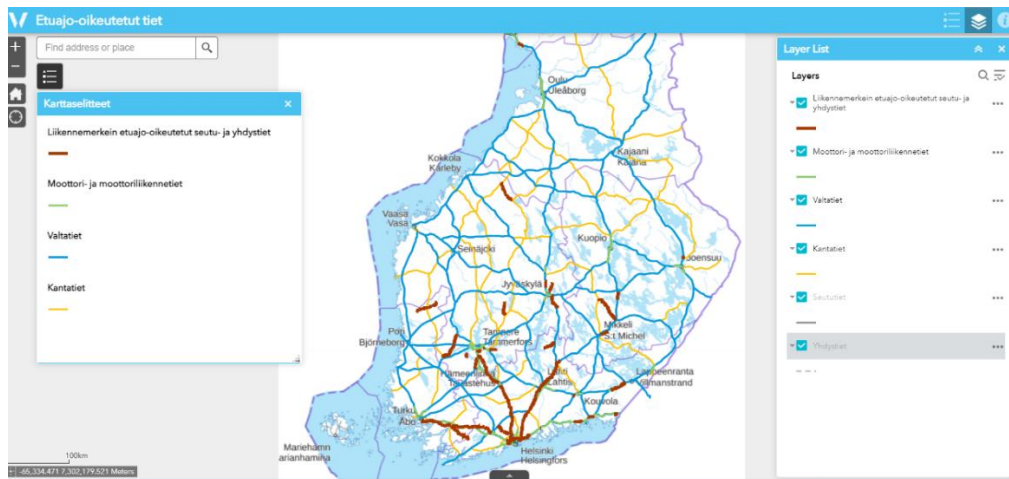 Etuajo-oikeutetut tiet
Find address or place
Karttaselitteet
Liikennemerkein etuajo-oikeutetut seutu- ja yhdystiet
Moottori- ja moottoriliikennetiet
Valtatiet
Kantatiet
Oulu
Uleåborg
Kajaani
Kajana
Kokkola
Karleby
Vaasa
Vasa
Seinäjoki
Kuopio
Joensuu
Jyväskylä
Mikkeli
S:t Michel
Pori
Björneborg
Tampere
Tammerfors
Hämeenlinna
Tavastehus
Lahti
Lahtis
Lappeenranta
Villmanstrand
Kouvola
Turku
Åbo
Helsinki
Helsingfors
Mariehamn
arianhamina
100km
-65,334.471 7,302,179.521 Meters
Layer List
Layers
Liikennemerkein etuajo-oikeutetut seutu- ja
yhdystiet
Moottori- ja moottoriliikennetiet
Valtatiet
Kantatiet
Seututiet
Yhdystiet